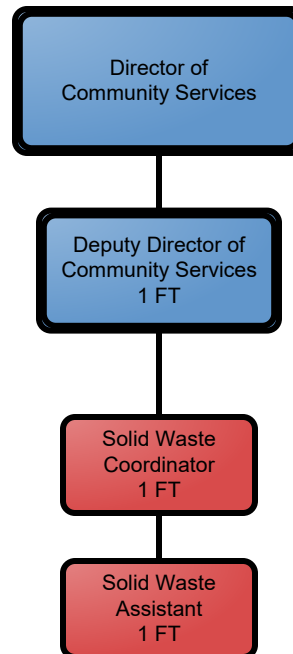 Director of
Community Services
Deputy Director of
Community Services
1 FT
Solid Waste
Coordinator
1 FT
Solid Waste
Assistant
1 FT